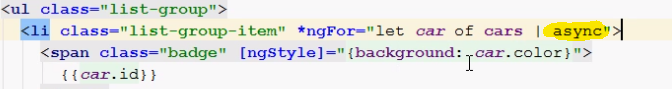 <ul class="list-group">
<li class="list-group-item" *ngFor="let car of cars | async">
<span class="badge" [ngStyle]="{background: car.color}">
{{car.id}}